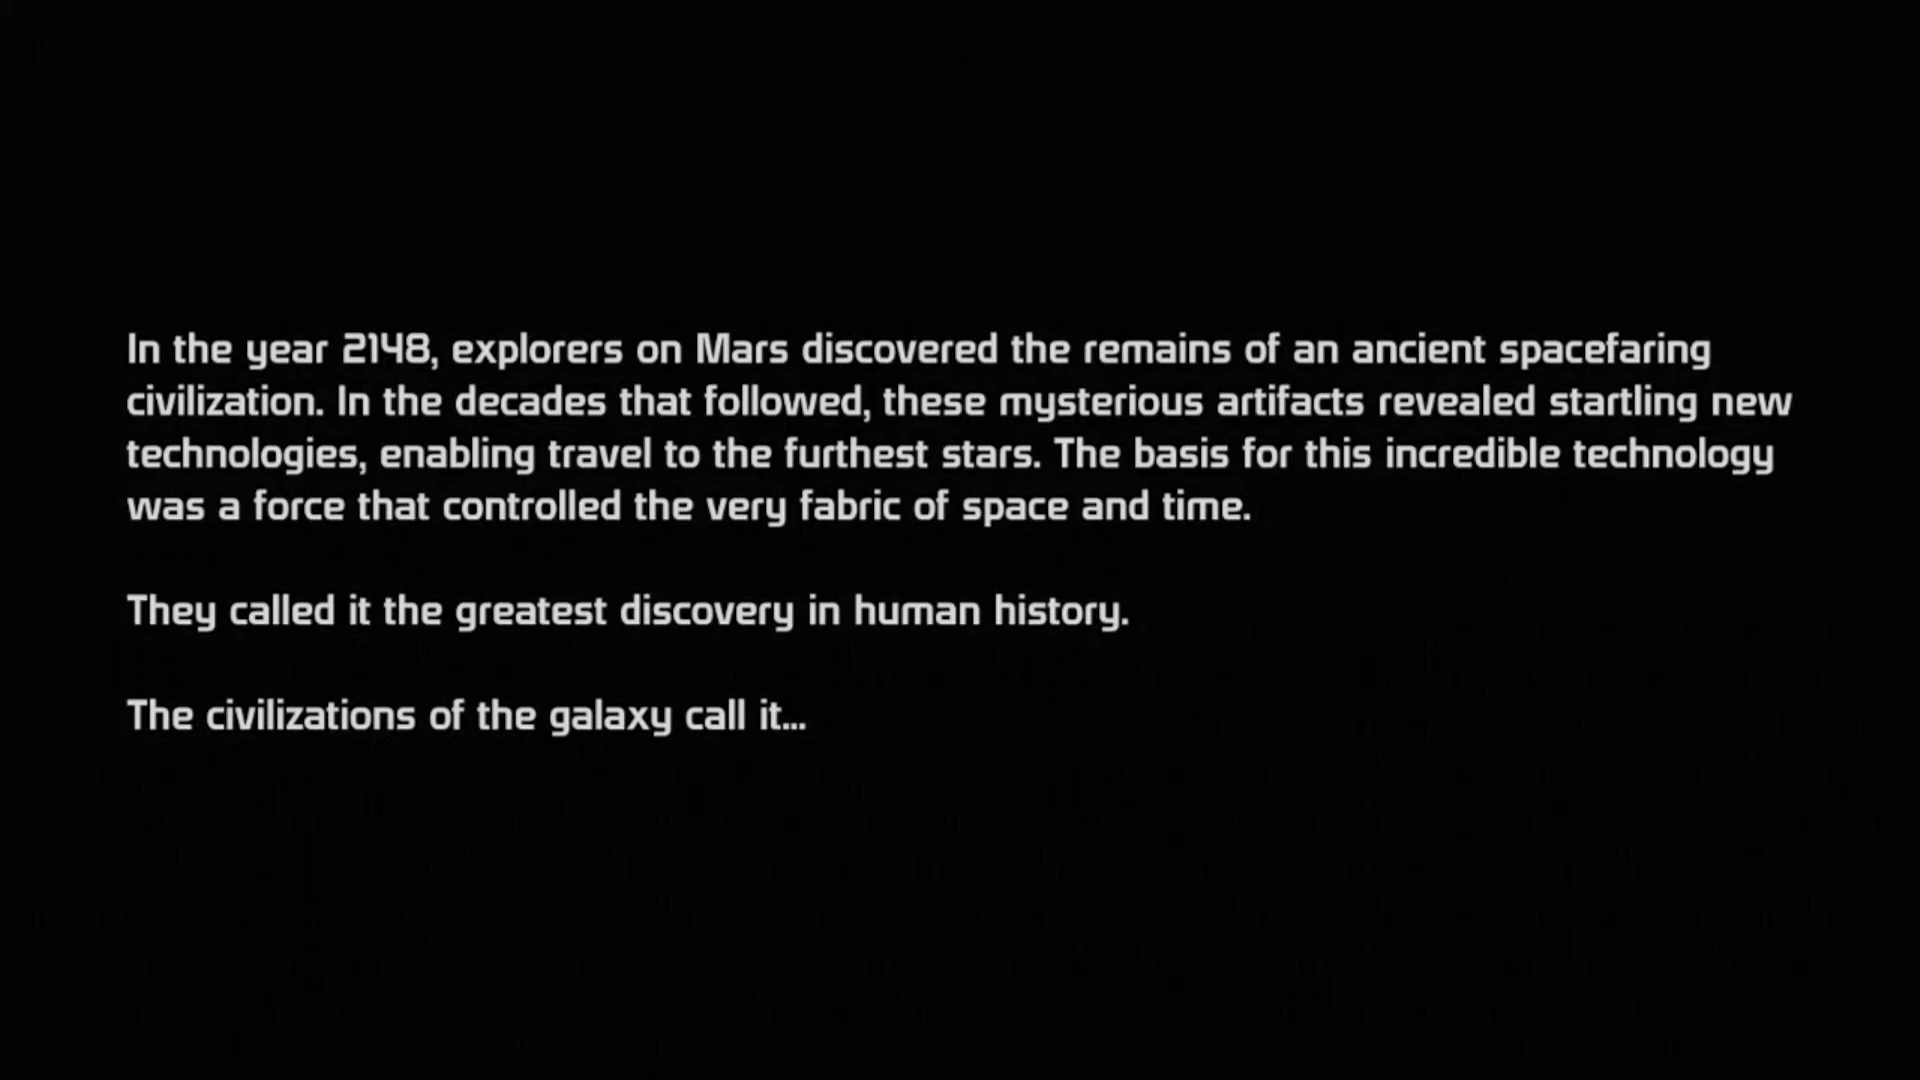 In the year 2148, explorers on Mars discovered the remains of an ancient spacefaring
civilization. In the decades that followed, these mysterious artifacts revealed startling new
technologies, enabling travel to the furthest stars. The basis for this incredible technology
was a force that controlled the very fabric of space and time.
They called it the greatest discovery in human history.
The civilizations of the galaxy call it...